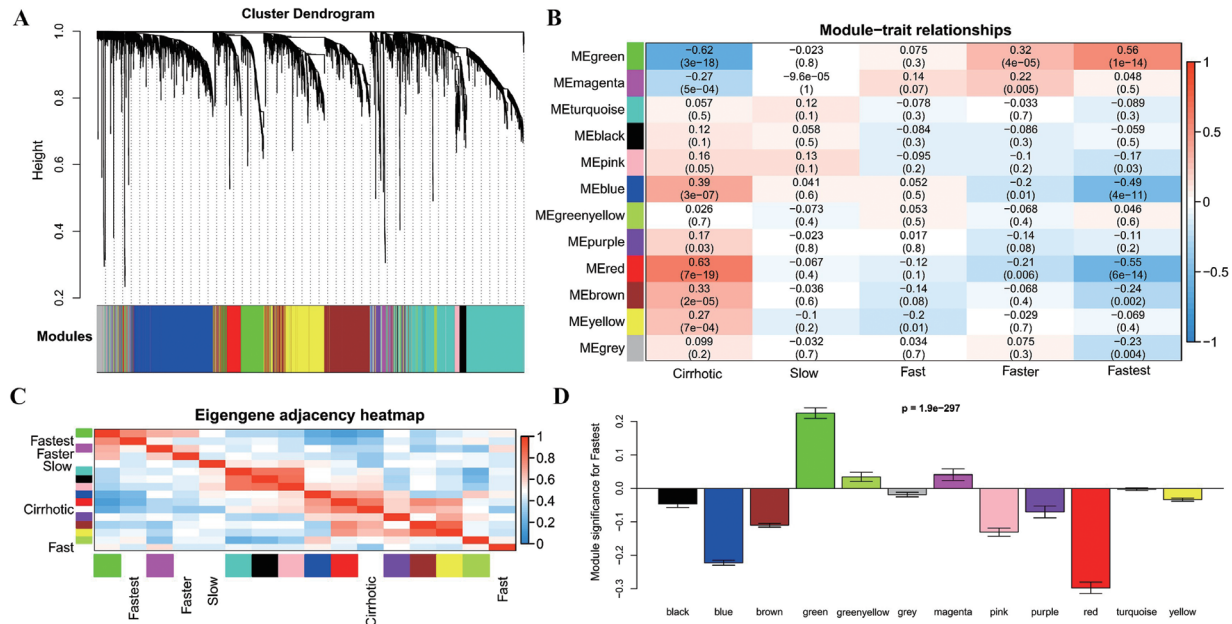 A
Cluster Dendrogram
Height
1.0
0.8
0.6
0.4
0.2
Modules
B
Module−trait relationships
MEgreen −0.62 −0.023 0.075 0.32 0.56
(3e−18) (0.8) (0.3) (4e−05) (1e−14)
MEmagenta −0.27 −9.6e−05 0.14 0.22 0.048
(5e−04) (1) (0.07) (0.005) (0.5)
MEturquoise 0.057 0.12 −0.078 −0.033 −0.089
(0.5) (0.1) (0.3) (0.7) (0.3)
MEblack 0.12 0.058 −0.084 −0.086 −0.059
(0.1) (0.5) (0.3) (0.3) (0.5)
MEpink 0.16 0.13 −0.095 −0.1 −0.17
(0.05) (0.1) (0.2) (0.2) (0.03)
MEblue 0.39 0.041 0.052 −0.2 −0.49
(3e−07) (0.6) (0.5) (0.01) (4e−11)
MEgreenyellow 0.026 −0.073 0.053 −0.068 0.046
(0.7) (0.4) (0.5) (0.4) (0.6)
MEpurple 0.17 −0.023 0.017 −0.14 −0.11
(0.03) (0.8) (0.8) (0.08) (0.2)
MEred 0.63 −0.067 −0.12 −0.21 −0.55
(7e−19) (0.4) (0.1) (0.006) (6e−14)
MEbrown 0.33 −0.036 −0.14 −0.068 −0.24
(2e−05) (0.6) (0.08) (0.4) (0.002)
MEyellow 0.27 −0.1 −0.2 −0.029 −0.069
(7e−04) (0.2) (0.01) (0.7) (0.4)
MEgrey 0.099 −0.032 0.034 0.075 −0.23
(0.2) (0.7) (0.7) (0.3) (0.004)
Cirrhotic Slow Fast Faster Fastest
1
0.5
0
−0.5
−1
C
Eigengene adjacency heatmap
Fastest
Faster
Slow
Cirrhotic
Fast
1
0.8
0.6
0.4
0.2
0
Fastest
Faster
Slow
Cirrhotic
Fast
D
p = 1.9e−297
Module significance for Fastest
0.2
0.1
0.0
−0.1
−0.2
−0.3
black blue brown green greenyellow grey magenta pink purple red turquoise yellow